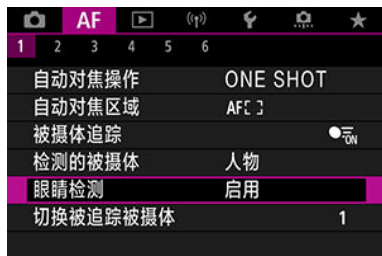 AF
1 2 3 4 5 6
自动对焦操作 ONE SHOT
自动对焦区域 AF[ ]
被摄体追踪 ON
检测的被摄体 人物
眼睛检测 启用
切换被追踪被摄体 1